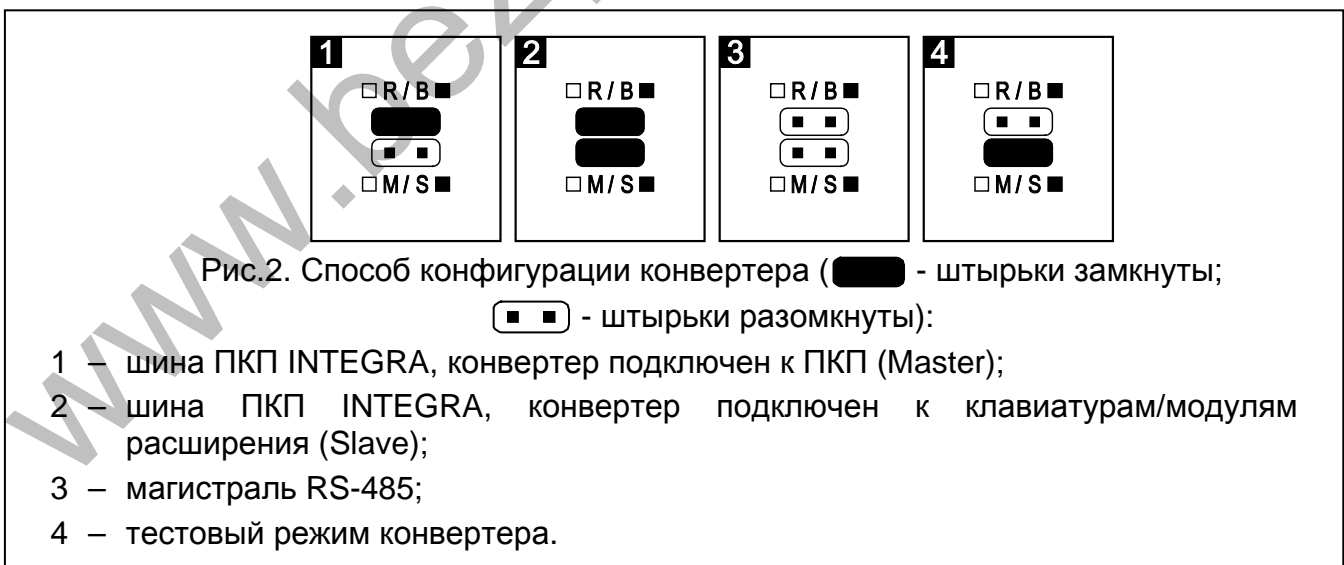 1 2 3 4
□ R / B ■ □ R / B ■ □ R / B ■ □ R / B ■
□ M / S ■ □ M / S ■ □ M / S ■ □ M / S ■
Рис.2. Способ конфигурации конвертера ( - штырьки замкнуты;
- штырьки разомкнуты):
1 – шина ПКП INTEGRA, конвертер подключен к ПКП (Master);
2 – шина ПКП INTEGRA, конвертер подключен к клавиатурам/модулям
расширения (Slave);
3 – магистраль RS-485;
4 – тестовый режим конвертера.